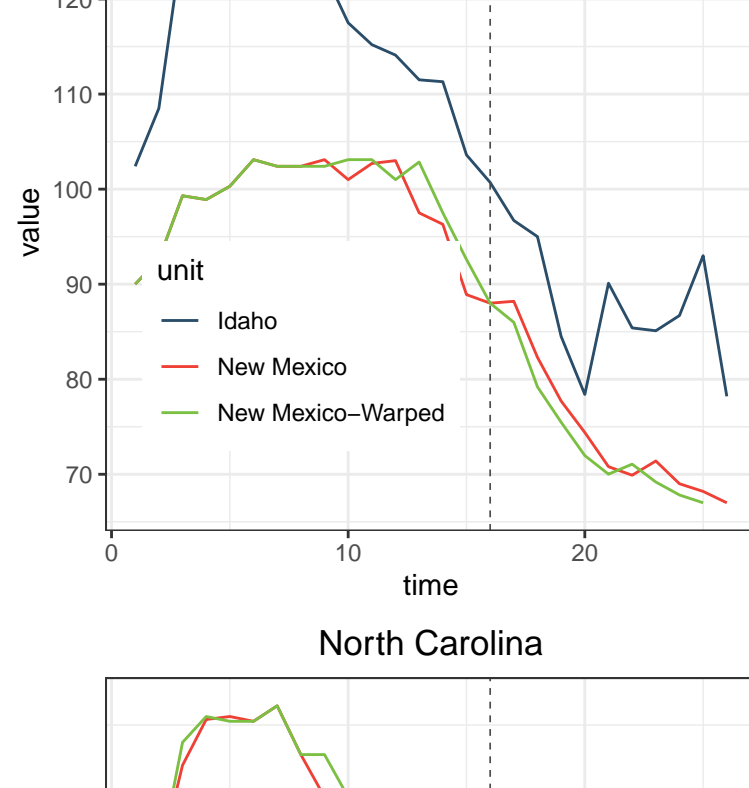 120
110
100
90
80
70
value
unit
Idaho
New Mexico
New Mexico−Warped
0 10 20
time
North Carolina